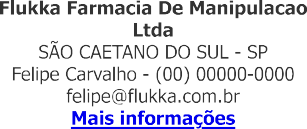 Flukka Farmacia De Manipulacao
Ltda
SÃO CAETANO DO SUL - SP
Felipe Carvalho - (00) 00000-0000
felipe@flukka.com.br
Mais informações